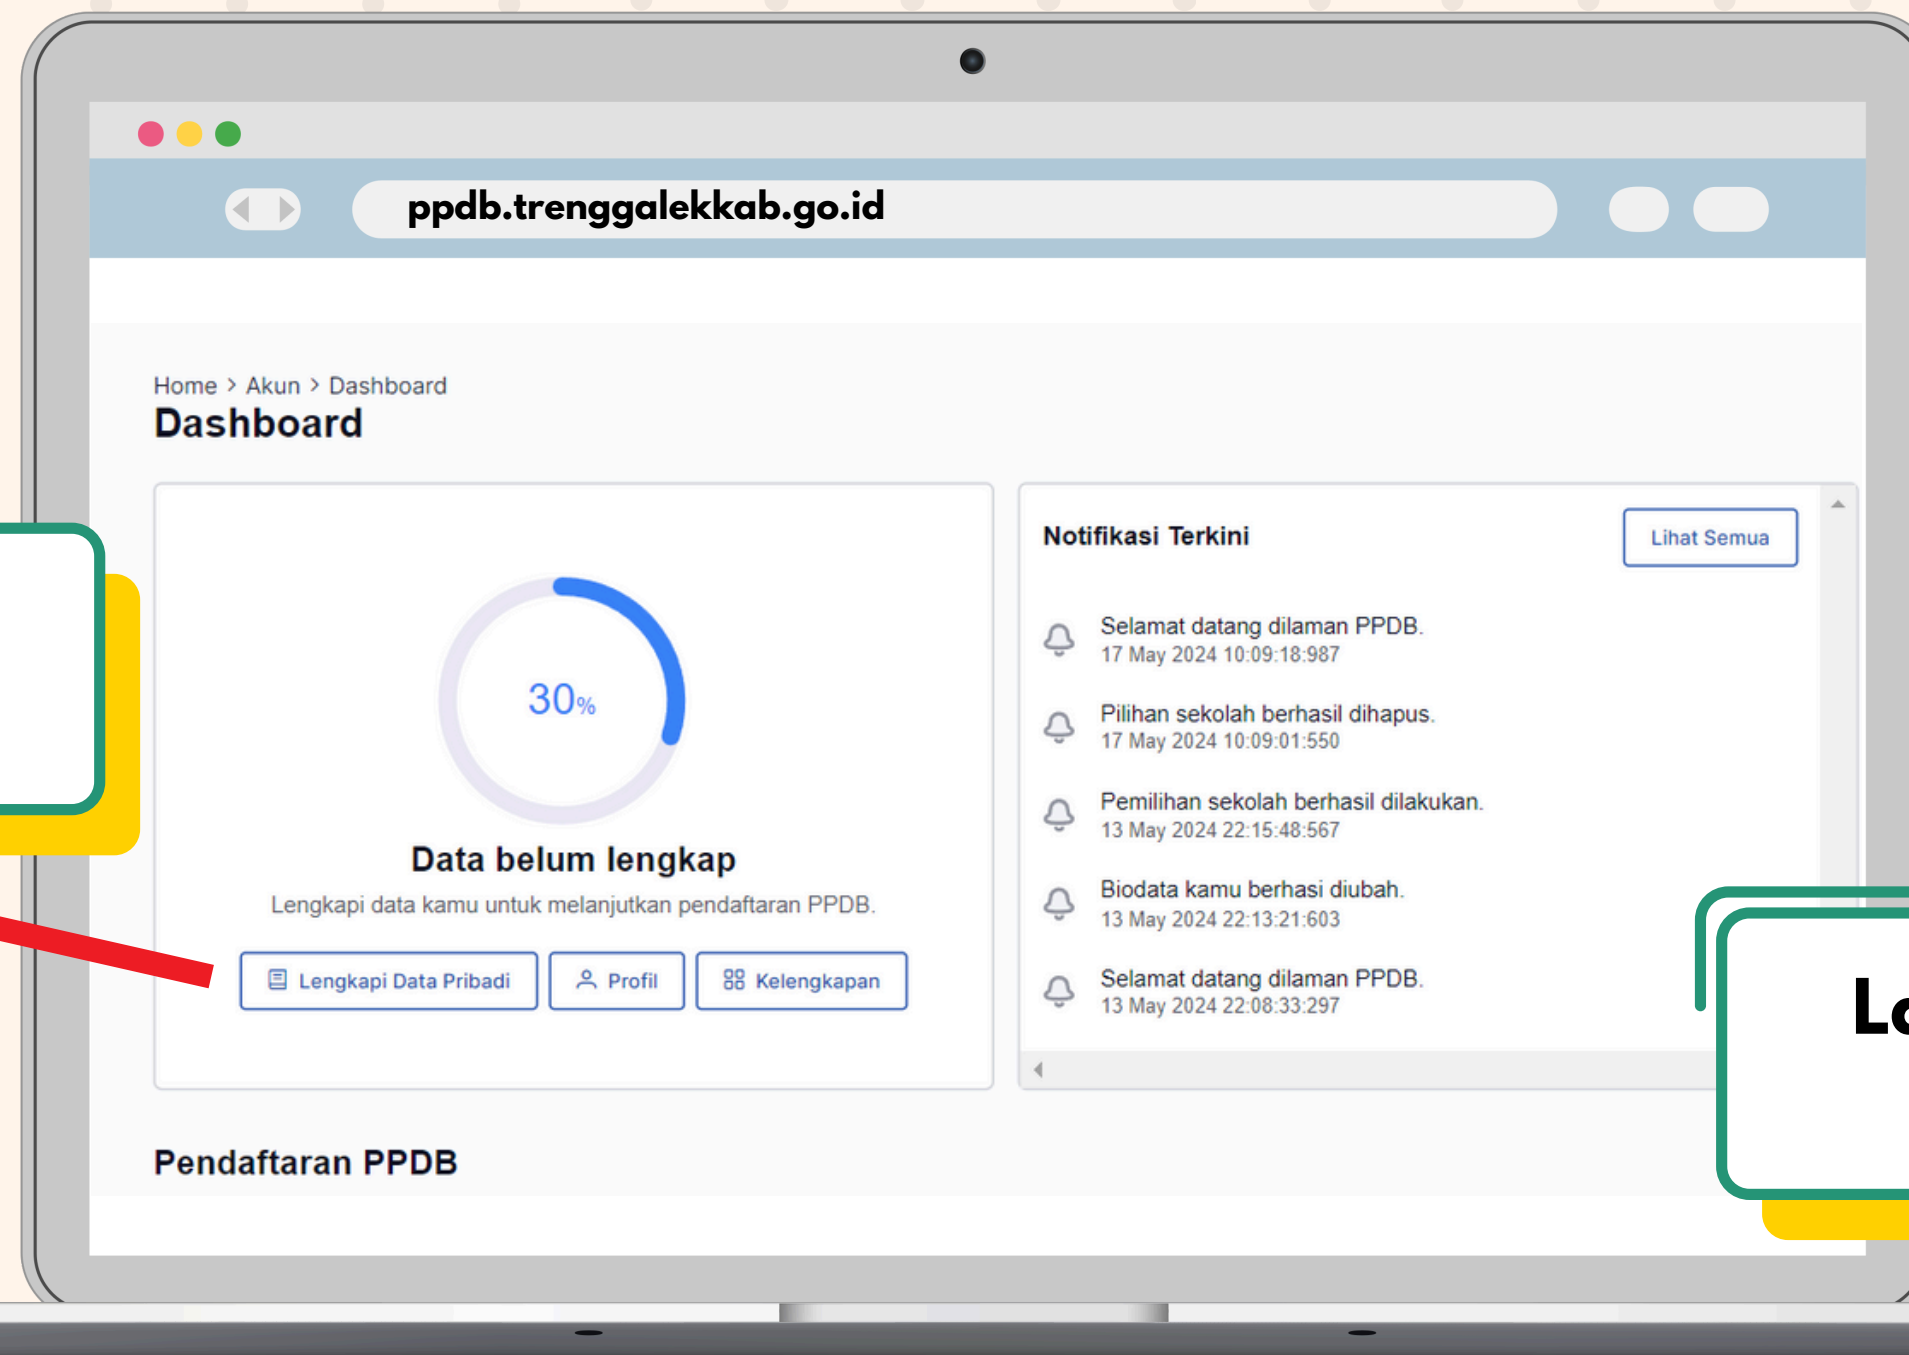 ppdb.trenggalekkab.go.id
Home > Akun > Dashboard
Dashboard
30%
Data belum lengkap
Lengkapi data kamu untuk melanjutkan pendaftaran PPDB.
Lengkapi Data Pribadi
Profil
Kelengkapan
Notifikasi Terkini
Lihat Semua
Selamat datang dilaman PPDB.
17 May 2024 10:09:18:987
Pilihan sekolah berhasil dihapus.
17 May 2024 10:09:01:550
Pemilihan sekolah berhasil dilakukan.
13 May 2024 22:15:48:567
Biodata kamu berhasi diubah.
13 May 2024 22:13:21:603
Selamat datang dilaman PPDB.
13 May 2024 22:08:33:297
Pendaftaran PPDB